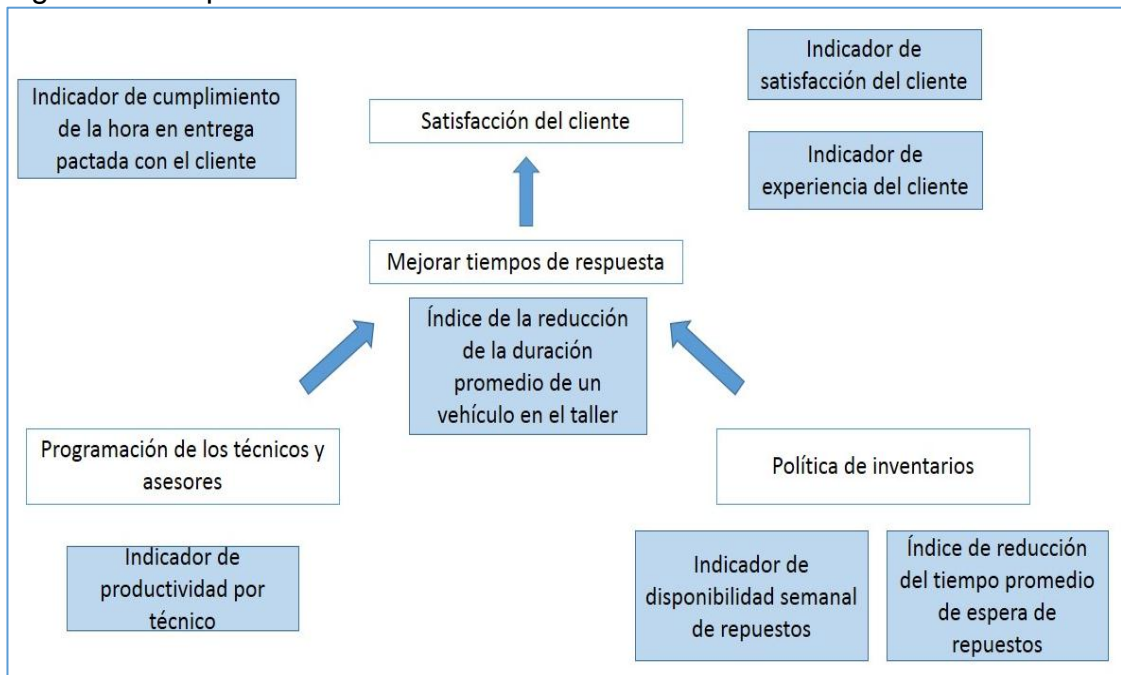 Indicador de
satisfacción del cliente
Indicador de cumplimiento
de la hora en entrega
pactada con el cliente
Satisfacción del cliente
Indicador de
experiencia del cliente
Mejorar tiempos de respuesta
Índice de la reducción
de la duración
promedio de un
vehículo en el taller
Programación de los técnicos y
asesores
Política de inventarios
Indicador de
productividad por
técnico
Indicador de
disponibilidad semanal
de repuestos
Índice de reducción
del tiempo promedio
de espera de
repuestos